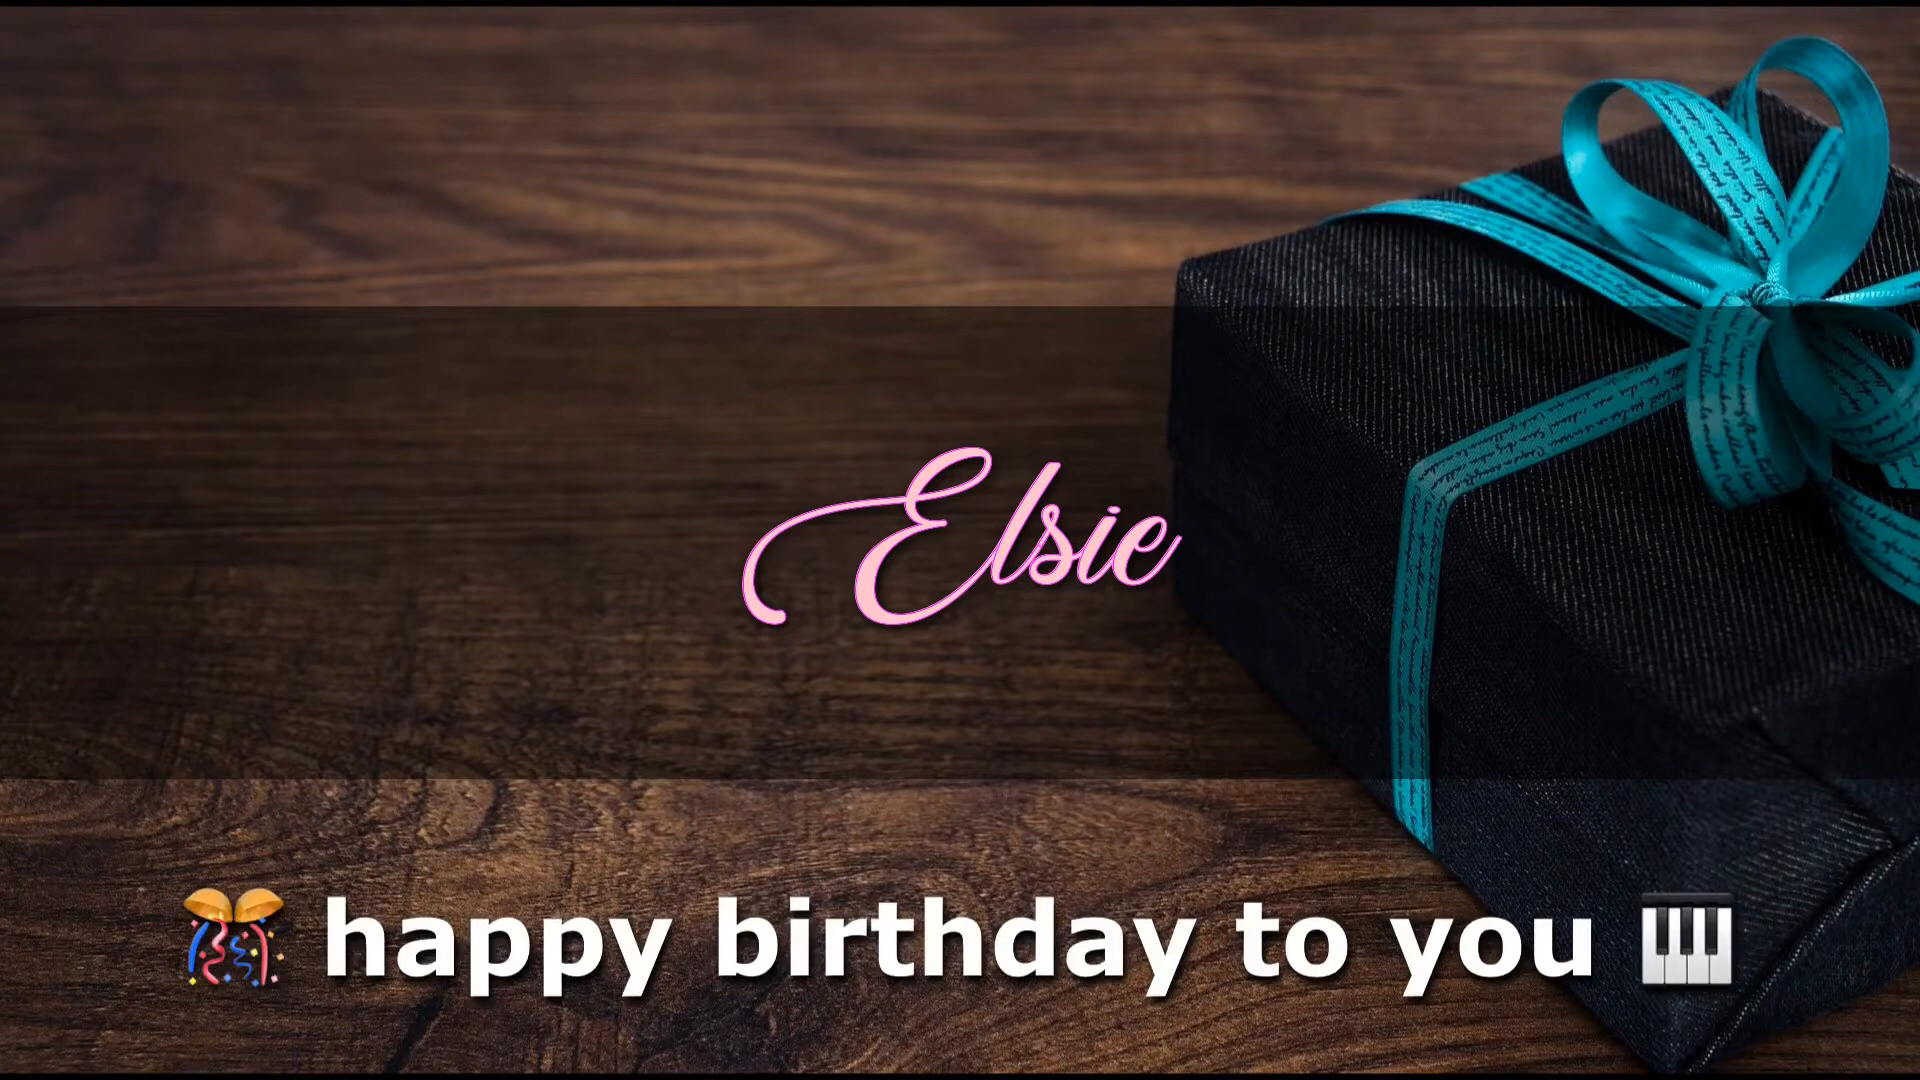 Elsie
🎊 happy birthday to you 🎹